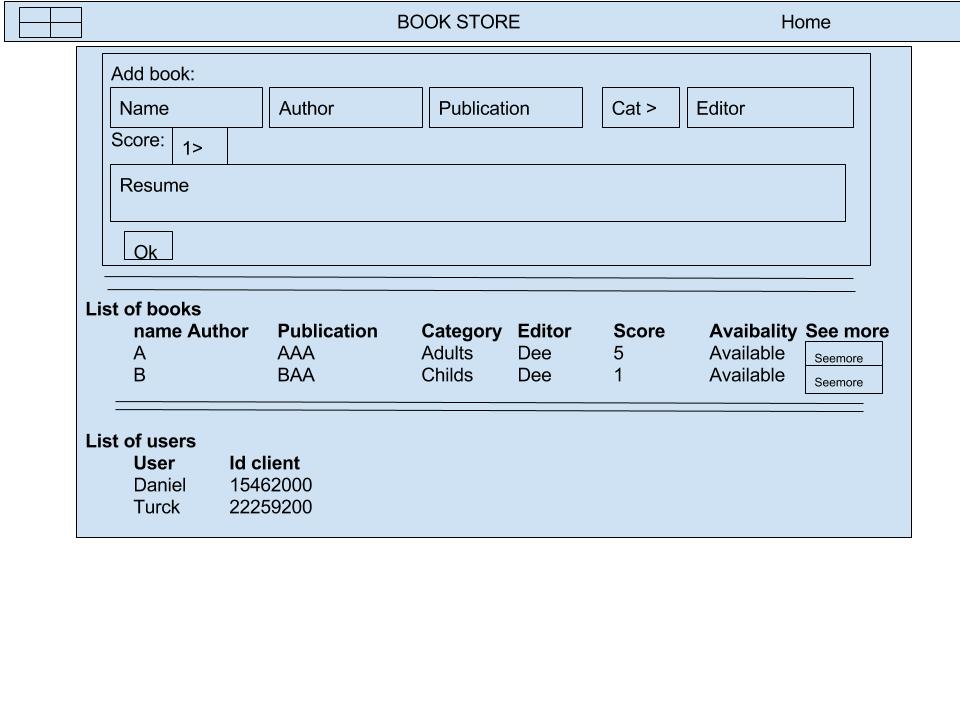 BOOK STORE Home
Add book:
Name Author Publication Cat > Editor
Score: 1>
Resume
Ok
List of books
name Author Publication Category Editor Score Avaibality See more
A AAA Adults Dee 5 Available Seemore
B BAA Childs Dee 1 Available Seemore
List of users
User Id client
Daniel 15462000
Turck 22259200